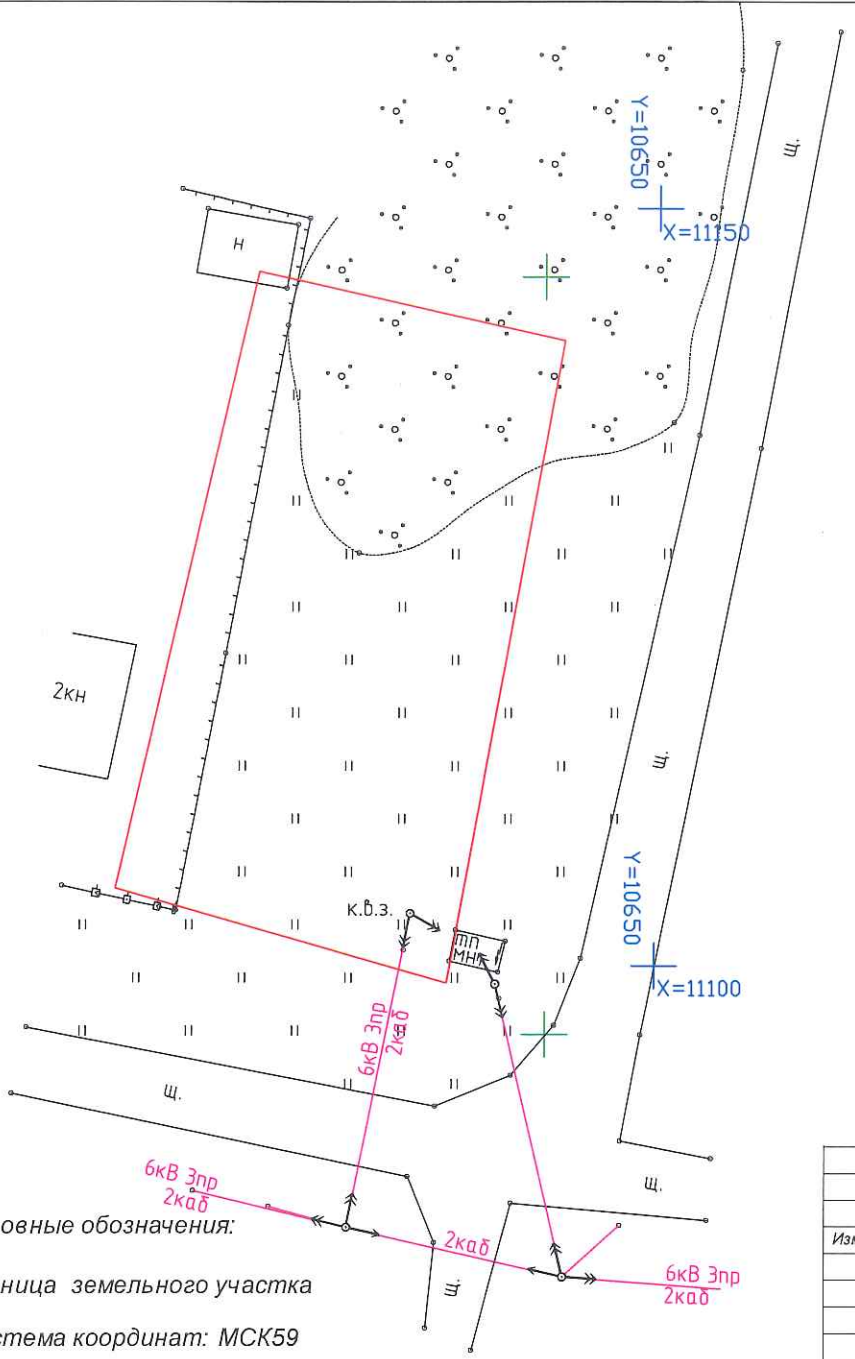 Щ.
Y=10650
X=11150
Н
2кн
Щ.
Y=10650
X=11100
к.в.з.
ТП
МН
6кВ 3пр
2каб
Щ.
6кВ 3пр
2каб
2каб
Щ.
Щ.
6кВ 3пр
2каб
овные обозначения:
ница земельного участка
стема координат: МСК59
Изм